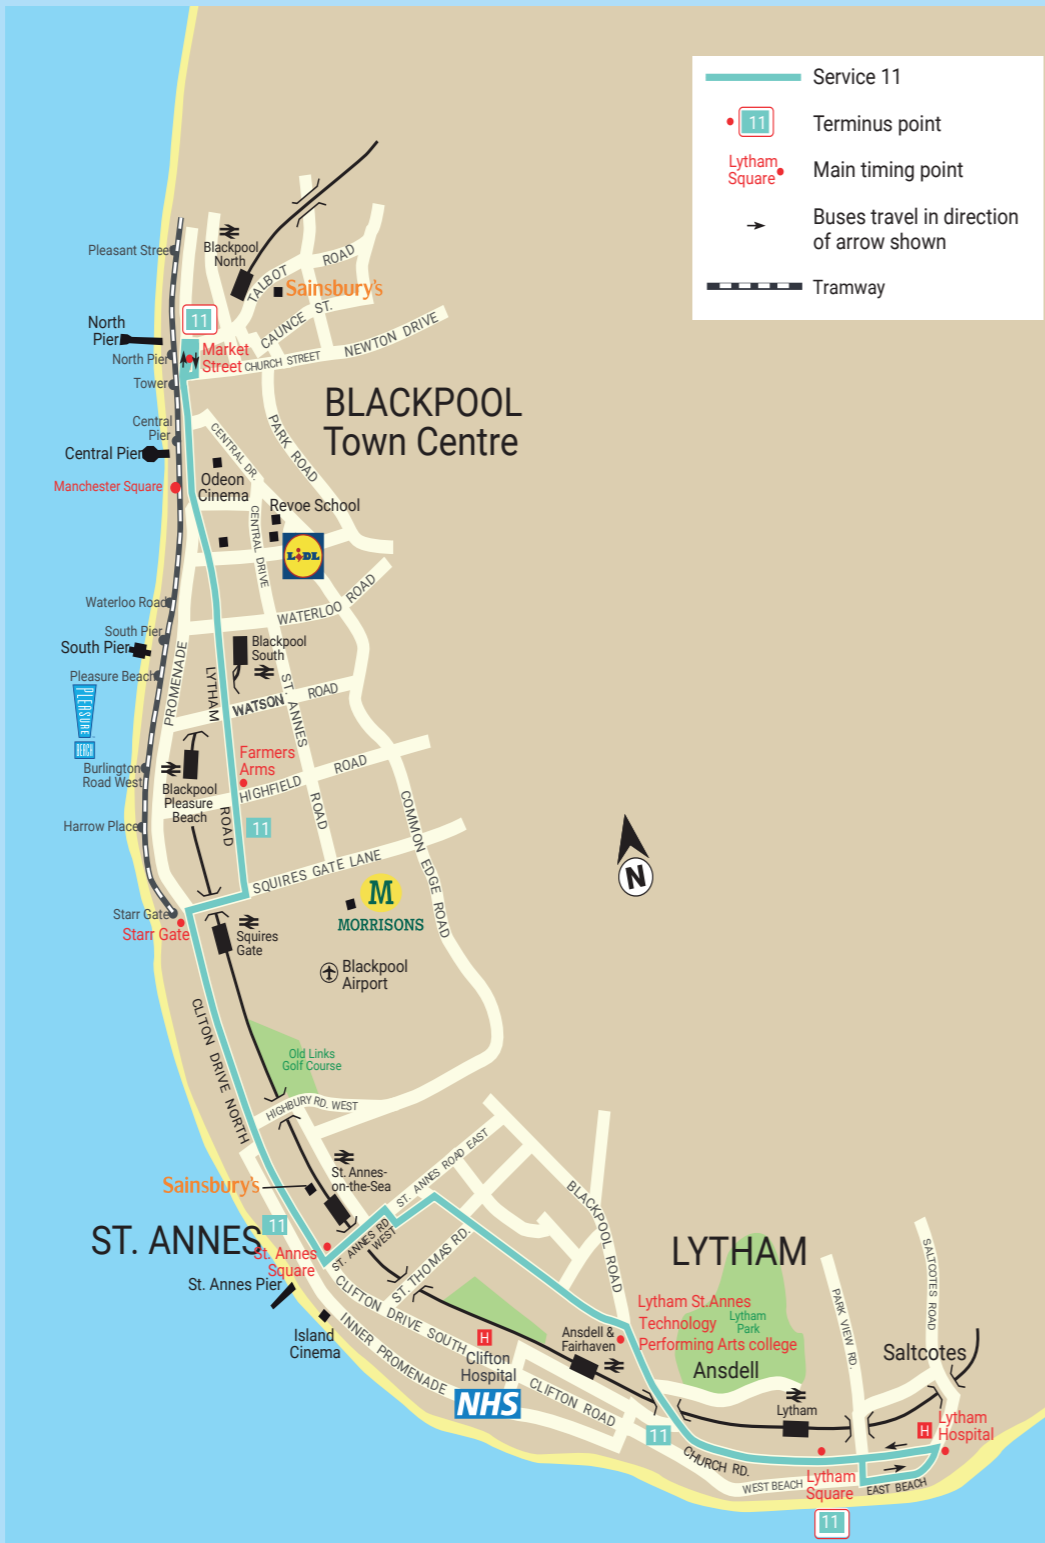 Service 11
11
Terminus point
Lytham
Square
Main timing point
Buses travel in direction
of arrow shown
Tramway
Pleasant Street
Blackpool
North
TALBOT ROAD
Sainsbury's
CAUNCE ST.
11
North
Pier
North Pier
Market
Street
CHURCH STREET
NEWTON DRIVE
Tower
BLACKPOOL
Town Centre
Central
Pier
Central Pier
CENTRAL DR.
PARK ROAD
Manchester Square
Odeon
Cinema
Revoe School
CENTRAL DRIVE
LIDL
Waterloo Road
WATERLOO ROAD
South Pier
South Pier
Blackpool
South
PROMENADE
Pleasure Beach
PLEASURE
BEACH
LYTHAM
ROAD
WATSON ROAD
ST. ANNES
ROAD
Farmers
Arms
Burlington
Road West
Blackpool
Pleasure
Beach
HIGHFIELD ROAD
COMMON EDGE ROAD
Harrow Place
11
N
SQUIRES GATE LANE
M
MORRISONS
Starr Gate
Starr Gate
Squires
Gate
Blackpool
Airport
CLITON DRIVE NORTH
Old Links
Golf Course
HIGHBURY RD. WEST
St. Annes-
on-the-Sea
ST. ANNES ROAD EAST
Sainsbury's
BLACKPOOL ROAD
11
ST. ANNES
St. Annes
Square
ST. ANNES RD
WEST
ST. THOMAS RD.
LYTHAM
SALTCOTES ROAD
St. Annes Pier
CLIFTON DRIVE SOUTH
Lytham St.Annes
Technology
Performing Arts college
Lytham
Park
PARK VIEW RD.
Island
Cinema
INNER PROMENADE
H
Clifton
Hospital
Ansdell &
Fairhaven
Ansdell
Saltcotes
NHS
CLIFTON ROAD
Lytham
11
H
Lytham
Hospital
CHURCH RD.
WEST BEACH
Lytham
Square
EAST BEACH
11